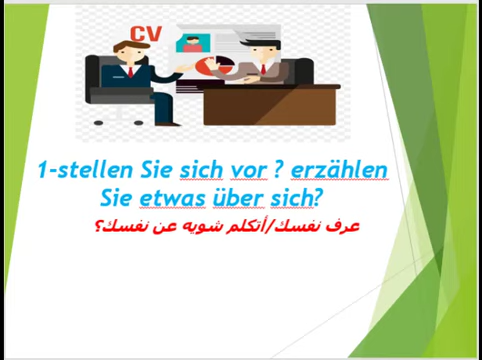 CV
1-stellen Sie sich vor ? erzählen
Sie etwas über sich?
عرف نفسك/أتكلم شويه عن نفسك؟